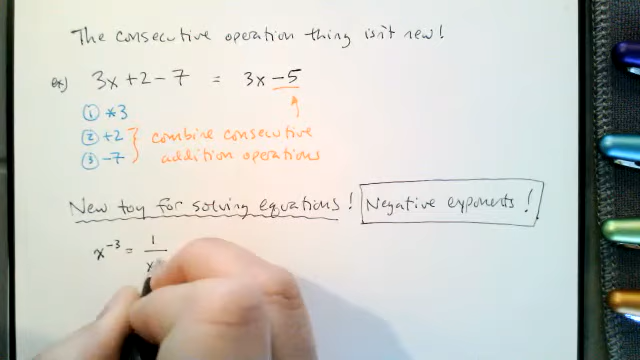 The consecutive operation thing isn't new!
ex) 3x + 2 - 7 = 3x - 5
① *3
② +2 } combine consecutive
③ -7 addition operations
New toy for solving equations! Negative exponents!
x⁻³ = 1/x